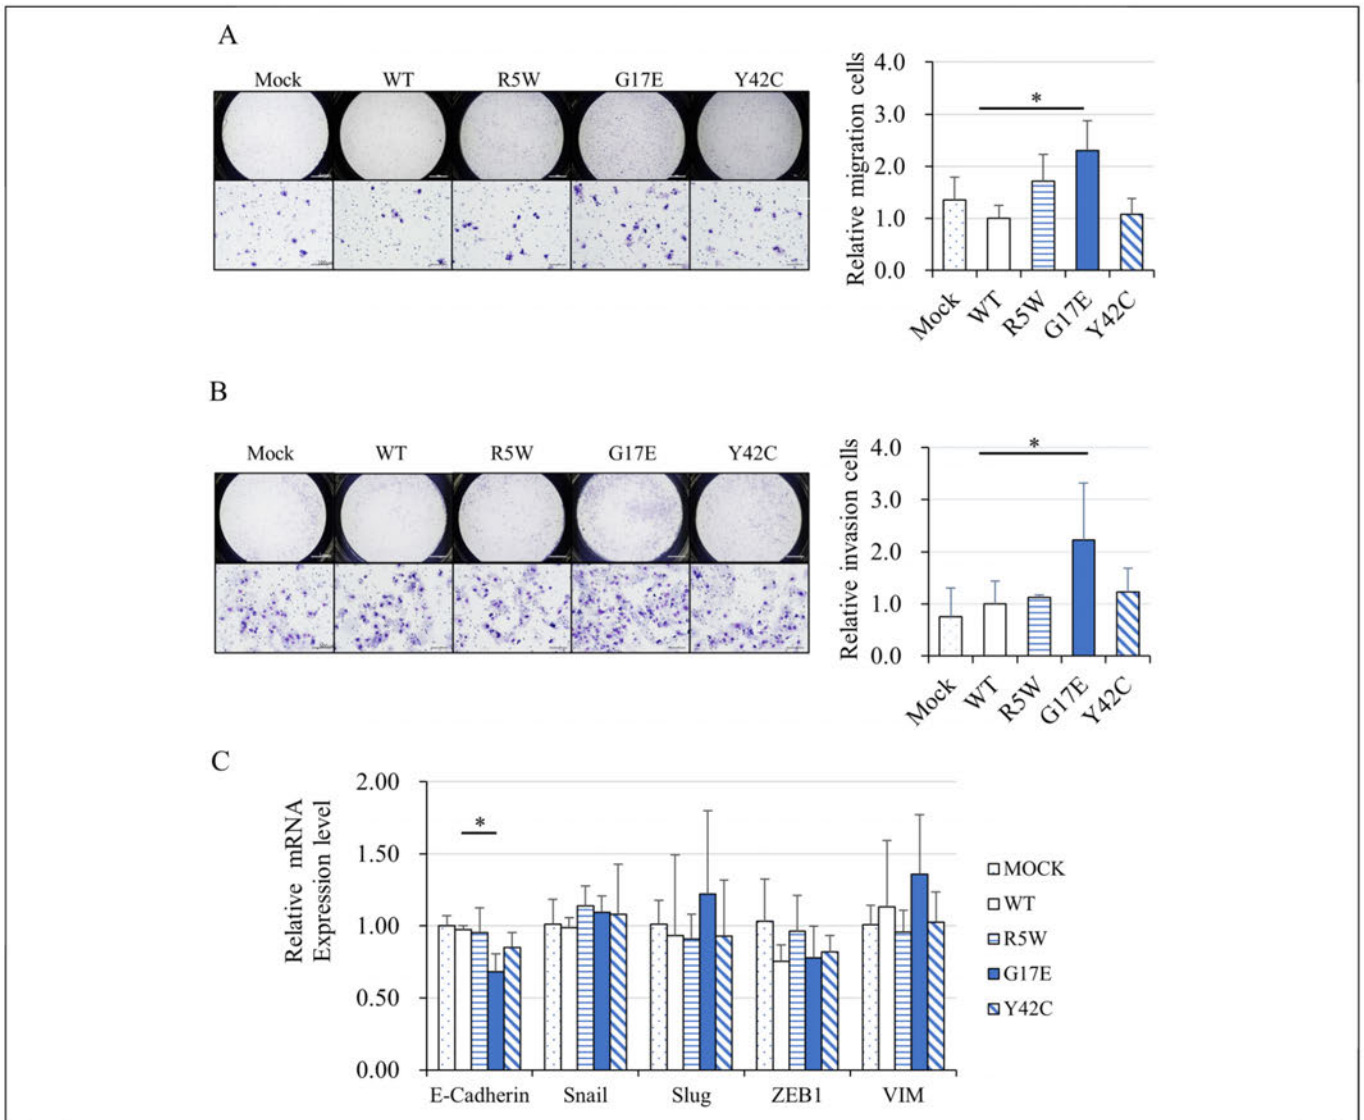 A
Mock WT R5W G17E Y42C
Relative migration cells
4.0
3.0
2.0
1.0
0.0
*
Mock WT R5W G17E Y42C
B
Mock WT R5W G17E Y42C
Relative invasion cells
4.0
3.0
2.0
1.0
0.0
*
Mock WT R5W G17E Y42C
C
Relative mRNA
Expression level
2.00
1.50
1.00
0.50
0.00
*
E-Cadherin Snail Slug ZEB1 VIM
MOCK
WT
R5W
G17E
Y42C